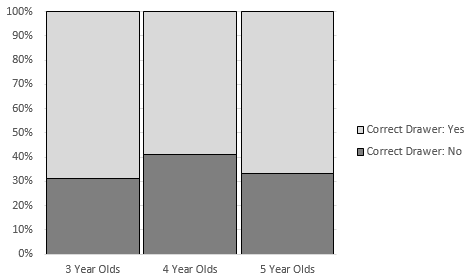 100%
90%
80%
70%
60%
50%
40%
30%
20%
10%
0%
3 Year Olds
4 Year Olds
5 Year Olds
Correct Drawer: Yes
Correct Drawer: No